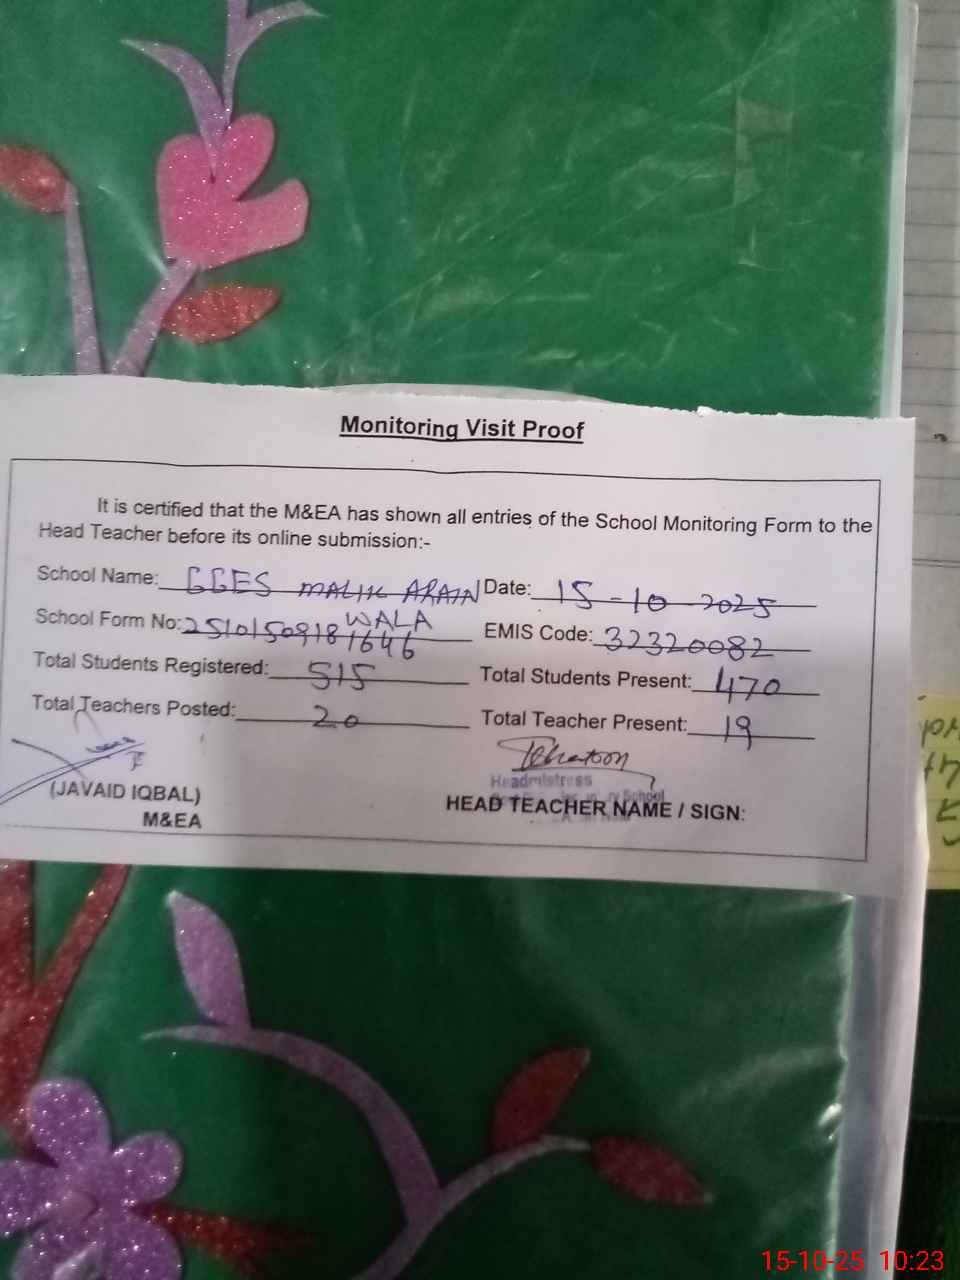 Monitoring Visit Proof
It is certified that the M&EA has shown all entries of the School Monitoring Form to the
Head Teacher before its online submission:-
School Name: GGES MALIK ARAIN Date: 15-10-2025
WALA
School Form No: 2510150918 1646 EMIS Code: 32320082
Total Students Registered: 515 Total Students Present: 470
Total Teachers Posted: 20 Total Teacher Present: 19
Headmistress
School
(JAVAID IQBAL) HEAD TEACHER NAME / SIGN:
M&EA
15-10-25 10:23